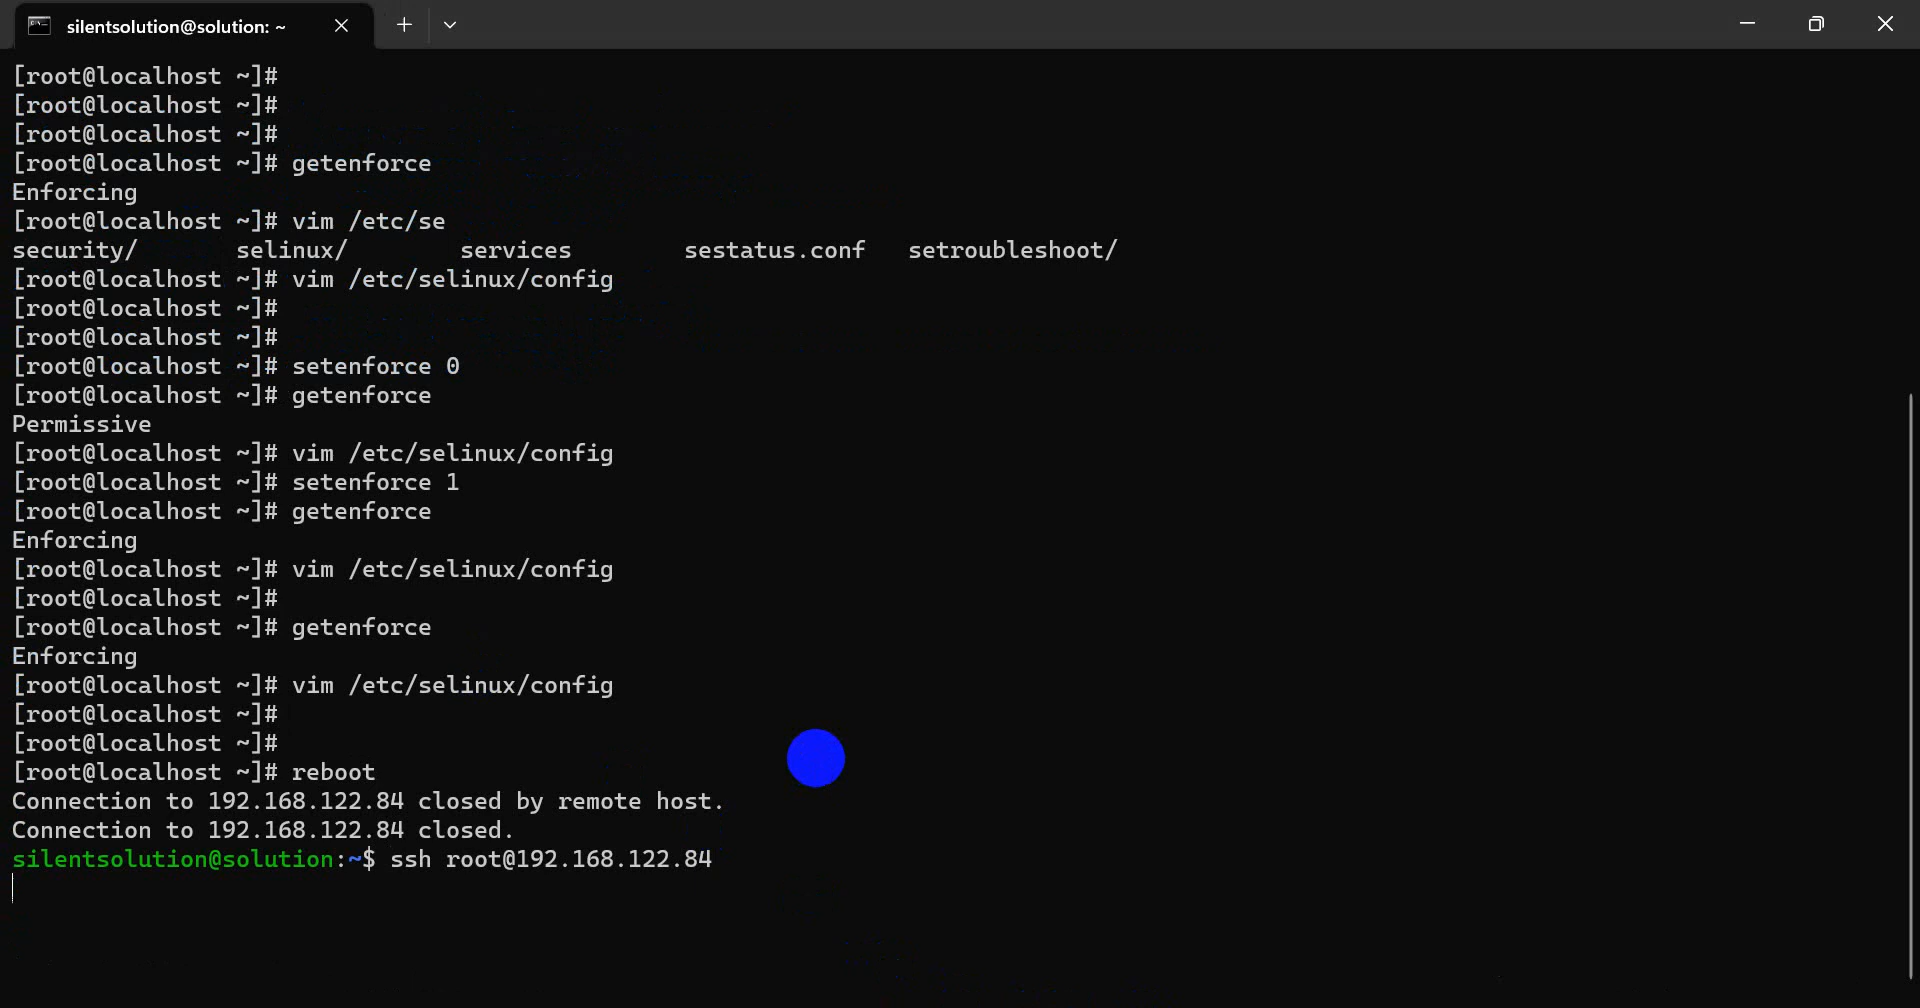 silentsolution@solution: ~
[root@localhost ~]#
[root@localhost ~]#
[root@localhost ~]#
[root@localhost ~]# getenforce
Enforcing
[root@localhost ~]# vim /etc/se
security/       selinux/        services        sestatus.conf   setroubleshoot/
[root@localhost ~]# vim /etc/selinux/config
[root@localhost ~]#
[root@localhost ~]#
[root@localhost ~]# setenforce 0
[root@localhost ~]# getenforce
Permissive
[root@localhost ~]# vim /etc/selinux/config
[root@localhost ~]# setenforce 1
[root@localhost ~]# getenforce
Enforcing
[root@localhost ~]# vim /etc/selinux/config
[root@localhost ~]#
[root@localhost ~]# getenforce
Enforcing
[root@localhost ~]# vim /etc/selinux/config
[root@localhost ~]#
[root@localhost ~]#
[root@localhost ~]# reboot
Connection to 192.168.122.84 closed by remote host.
Connection to 192.168.122.84 closed.
silentsolution@solution:~$ ssh root@192.168.122.84